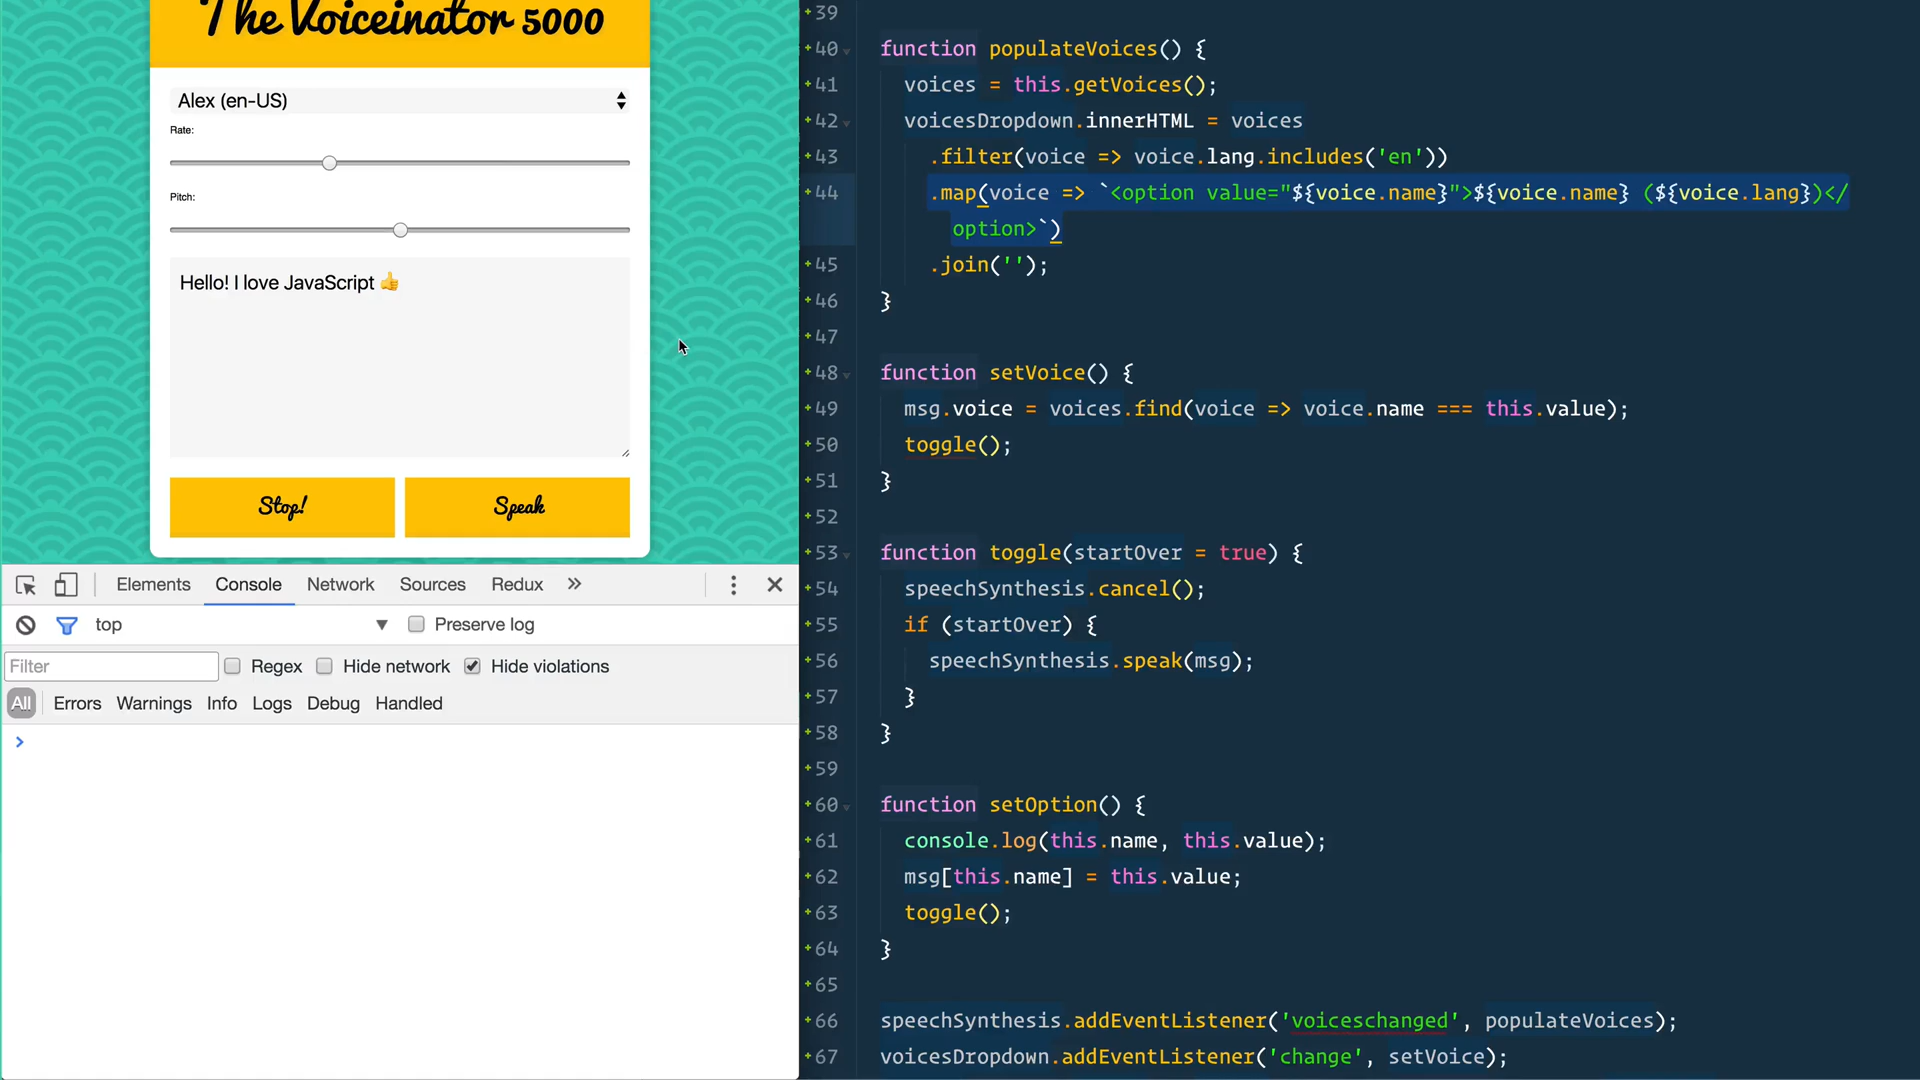 The Voiceinator 5000
Alex (en-US)
Rate:
Pitch:
Hello! I love JavaScript 👍
Stop!
Speak
Elements Console Network Sources Redux »
top ▼ Preserve log
Filter Regex Hide network Hide violations
All Errors Warnings Info Logs Debug Handled
>
39
40 function populateVoices() {
41 voices = this.getVoices();
42 voicesDropdown.innerHTML = voices
43 .filter(voice => voice.lang.includes('en'))
44 .map(voice => `<option value="${voice.name}">${voice.name} (${voice.lang})</
option>`)
45 .join('');
46 }
47
48 function setVoice() {
49 msg.voice = voices.find(voice => voice.name === this.value);
50 toggle();
51 }
52
53 function toggle(startOver = true) {
54 speechSynthesis.cancel();
55 if (startOver) {
56 speechSynthesis.speak(msg);
57 }
58 }
59
60 function setOption() {
61 console.log(this.name, this.value);
62 msg[this.name] = this.value;
63 toggle();
64 }
65
66 speechSynthesis.addEventListener('voiceschanged', populateVoices);
67 voicesDropdown.addEventListener('change', setVoice);